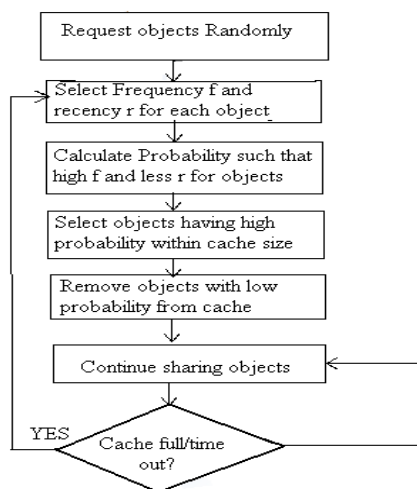 Request objects Randomly
Select Frequency f and
recency r for each object
Calculate Probability such that
high f and less r for objects
Select objects having high
probability within cache size
Remove objects with low
probability from cache
Continue sharing objects
YES
Cache full/time
out?